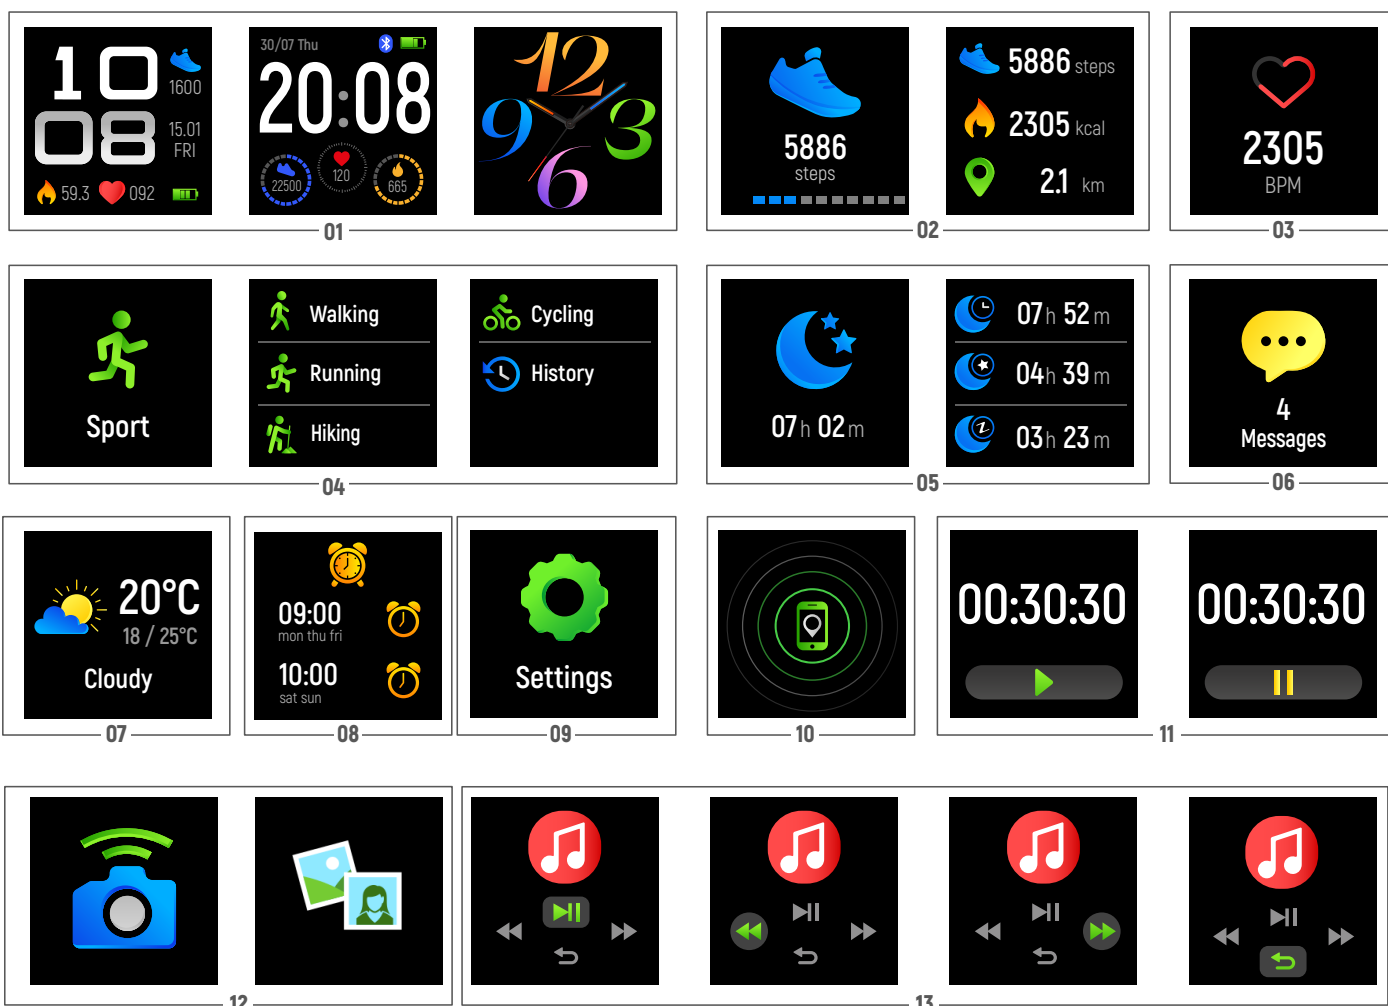 10
08
1600
15.01
FRI
59.3
092
30/07 Thu
20:08
22500
120
665
12
9
3
6
01
5886
steps
5886 steps
2305 kcal
2.1 km
02
2305
BPM
03
Sport
Walking
Running
Hiking
Cycling
History
04
07h 02m
07h 52m
04h 39m
03h 23m
05
4
Messages
06
20°C
18 / 25°C
Cloudy
07
09:00
mon thu fri
10:00
sat sun
08
Settings
09
10
00:30:30
00:30:30
11
12
13